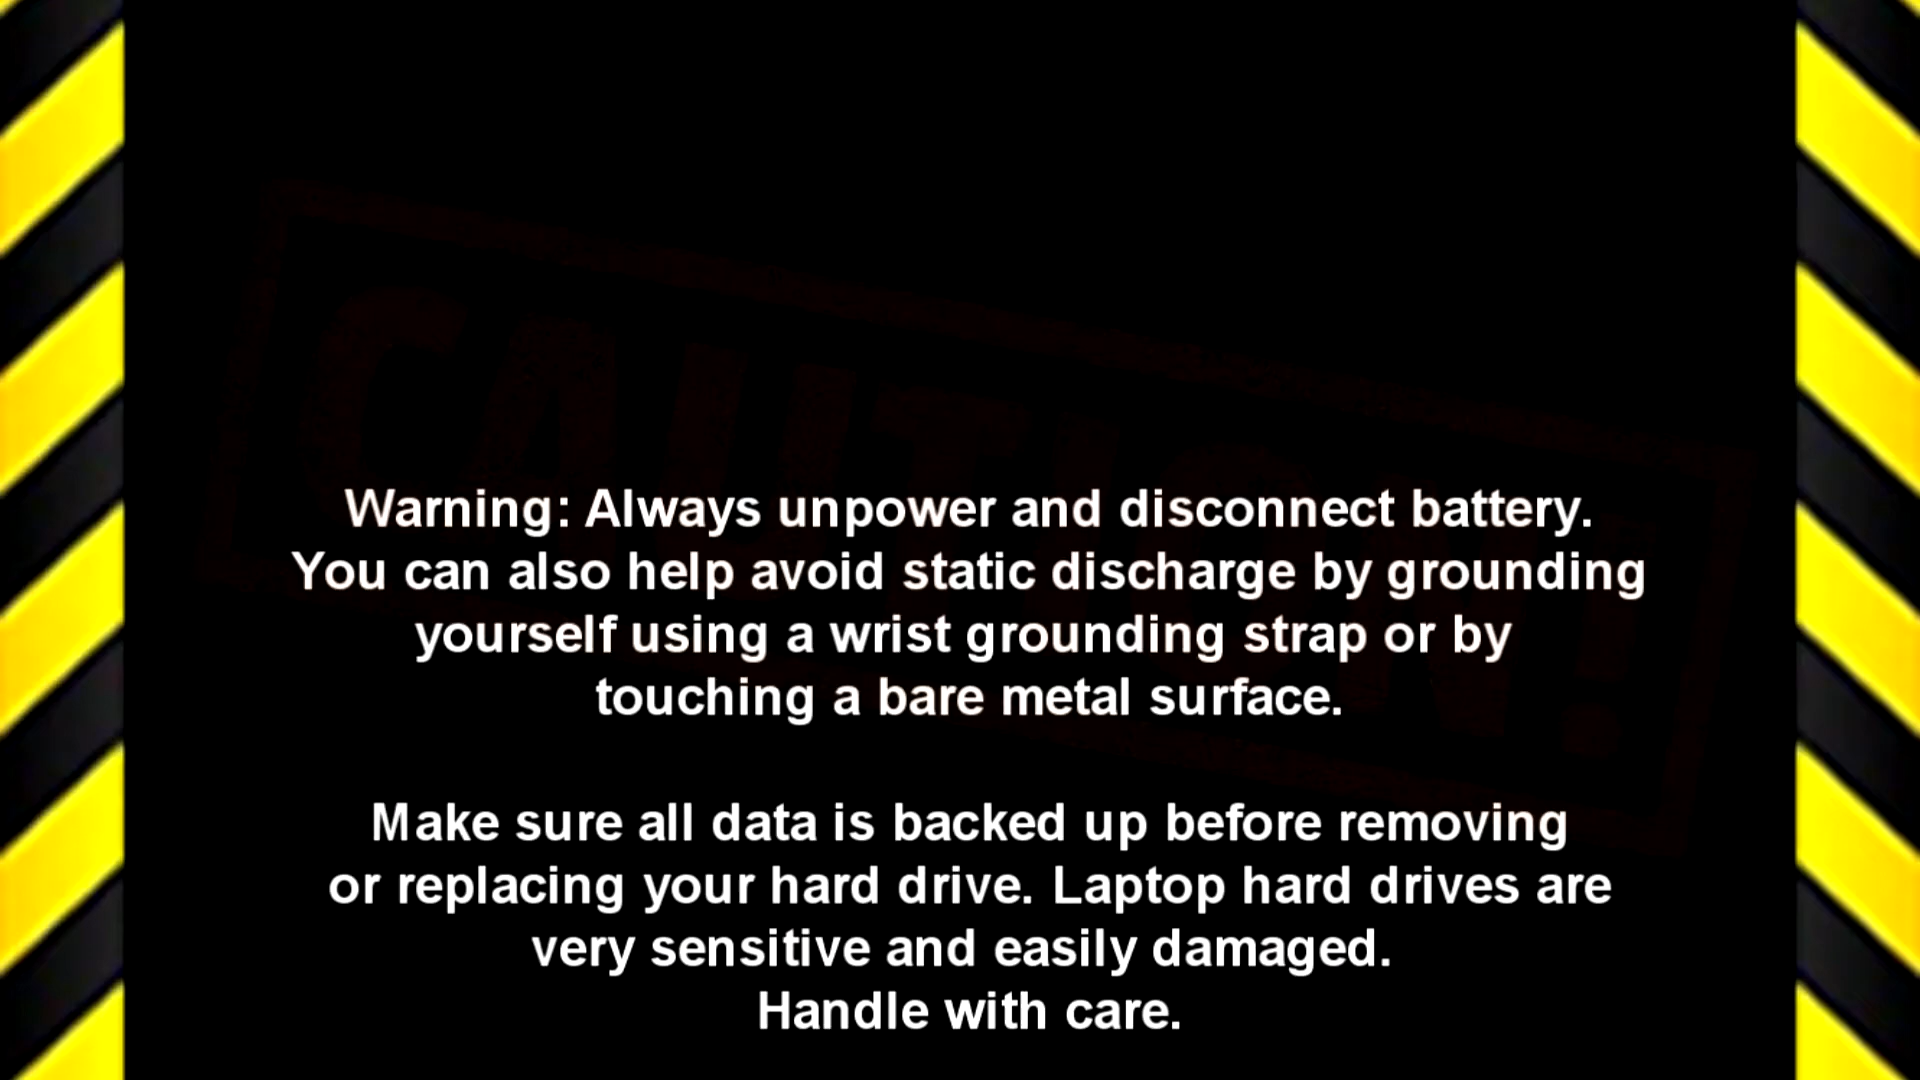 CAUTION!
Warning: Always unpower and disconnect battery.
You can also help avoid static discharge by grounding
yourself using a wrist grounding strap or by
touching a bare metal surface.
Make sure all data is backed up before removing
or replacing your hard drive. Laptop hard drives are
very sensitive and easily damaged.
Handle with care.